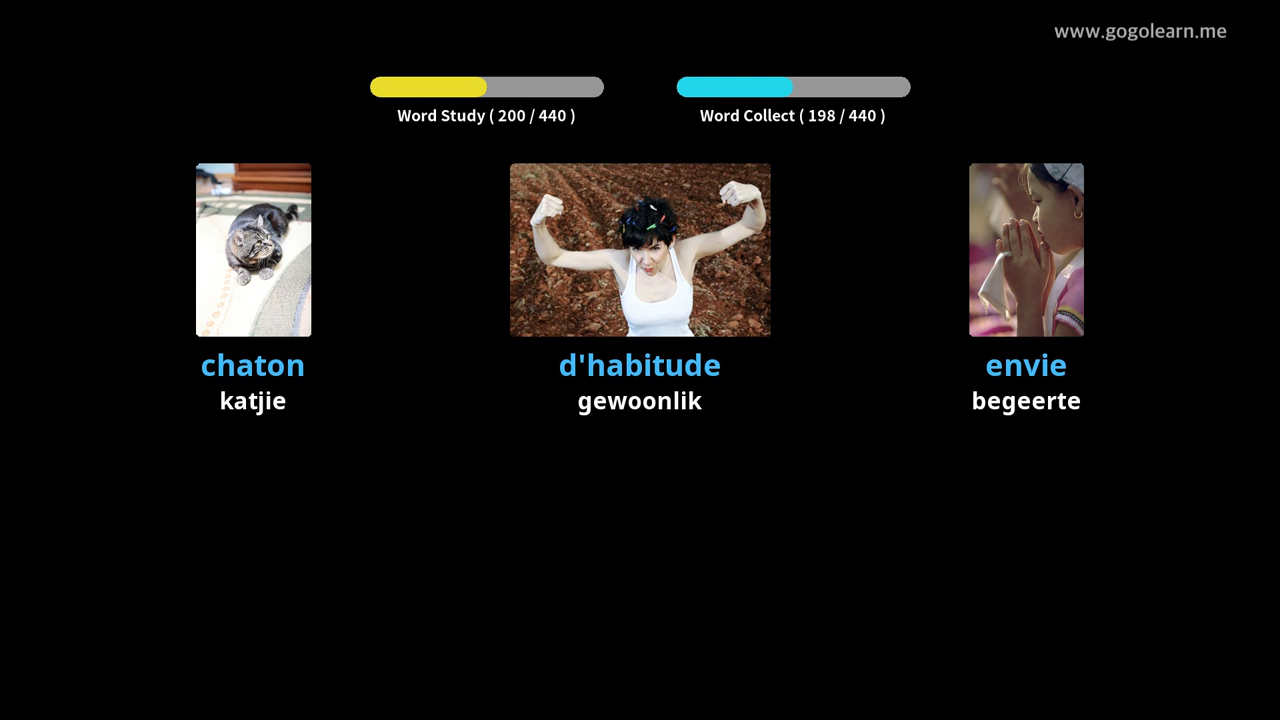 www.gogolearn.me
Word Study ( 200 / 440 )
Word Collect ( 198 / 440 )
chaton
katjie
d'habitude
gewoonlik
envie
begeerte